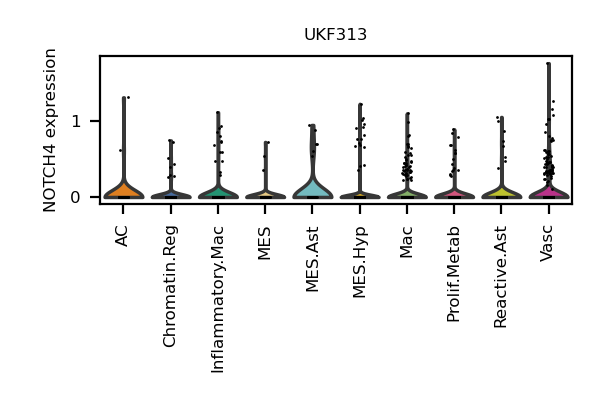 UKF313
NOTCH4 expression
1
0
AC
Chromatin.Reg
Inflammatory.Mac
MES
MES.Ast
MES.Hyp
Mac
Prolif.Metab
Reactive.Ast
Vasc